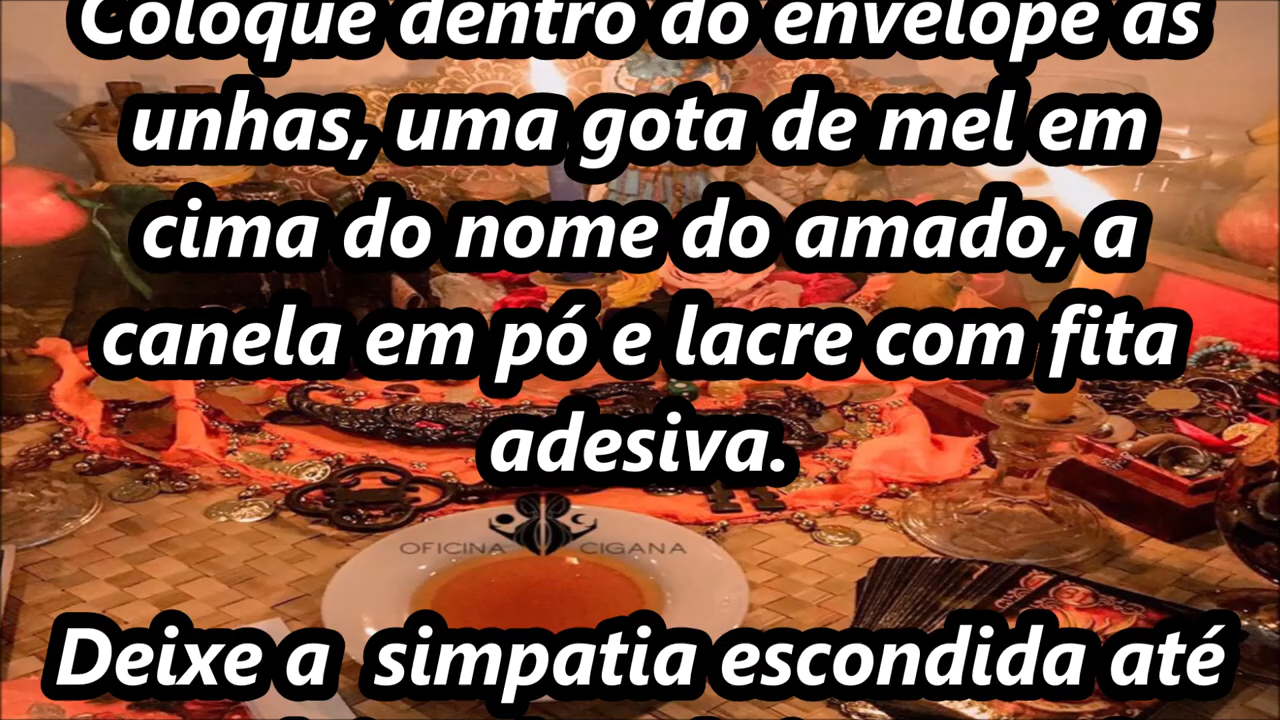 Coloque dentro do envelope as
unhas, uma gota de mel em
cima do nome do amado, a
canela em pó e lacre com fita
adesiva.
OFICINA CIGANA
Deixe a simpatia escondida até